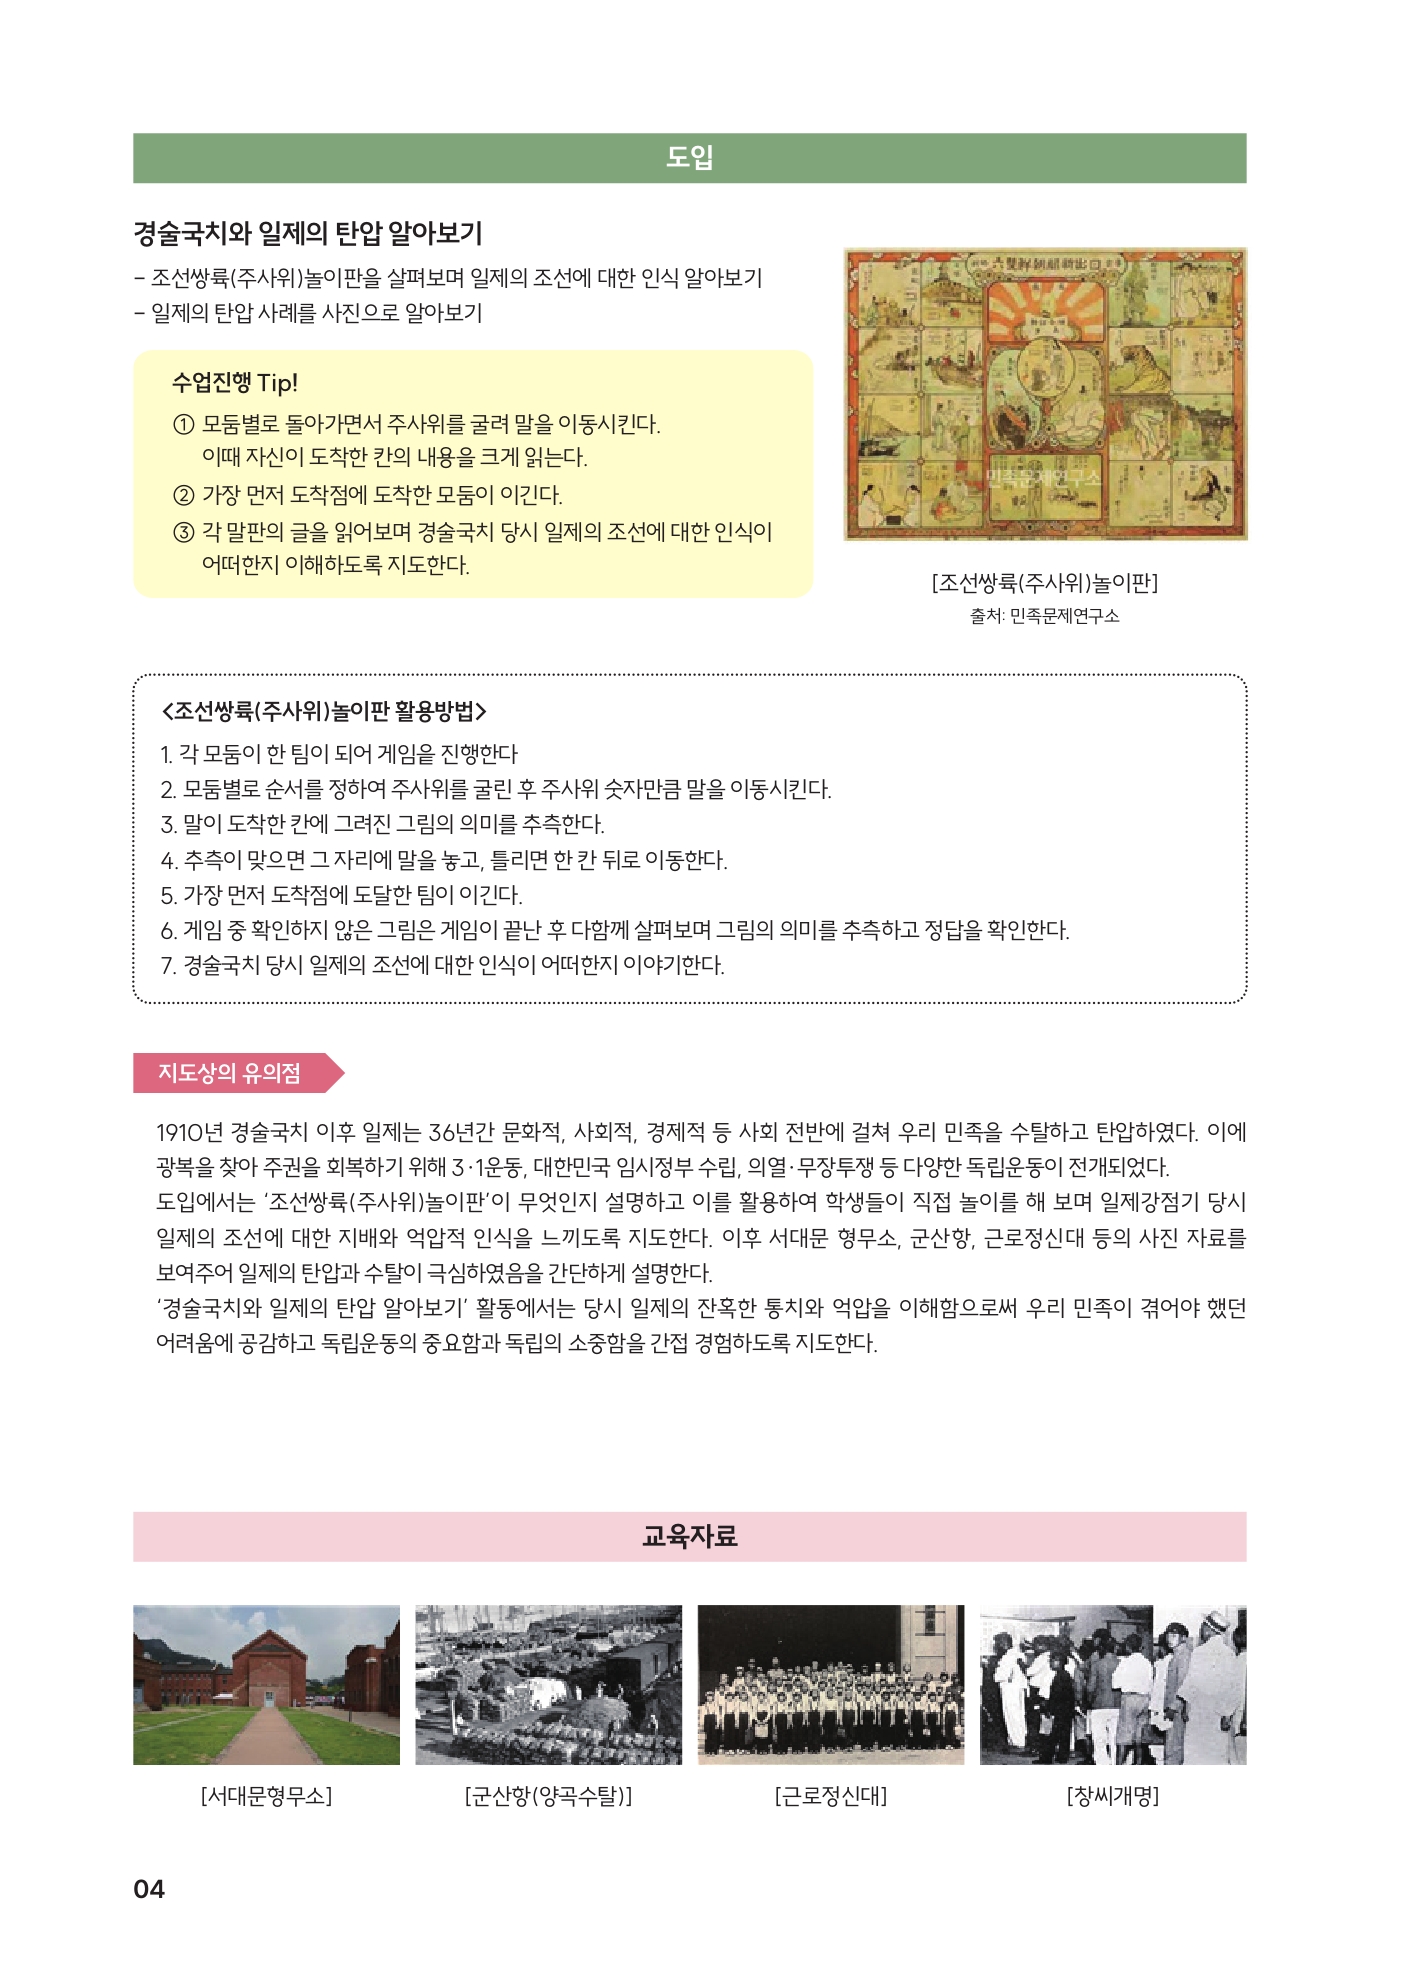 도입
경술국치와 일제의 탄압 알아보기
– 조선쌍륙(주사위)놀이판을 살펴보며 일제의 조선에 대한 인식 알아보기
– 일제의 탄압 사례를 사진으로 알아보기
수업진행 Tip!
① 모둠별로 돌아가면서 주사위를 굴려 말을 이동시킨다.
이때 자신이 도착한 칸의 내용을 크게 읽는다.
② 가장 먼저 도착점에 도착한 모둠이 이긴다.
③ 각 말판의 글을 읽어보며 경술국치 당시 일제의 조선에 대한 인식이
어떠한지 이해하도록 지도한다.
민족문제연구소
[조선쌍륙(주사위)놀이판]
출처: 민족문제연구소
<조선쌍륙(주사위)놀이판 활용방법>
1. 각 모둠이 한 팀이 되어 게임을 진행한다
2. 모둠별로 순서를 정하여 주사위를 굴린 후 주사위 숫자만큼 말을 이동시킨다.
3. 말이 도착한 칸에 그려진 그림의 의미를 추측한다.
4. 추측이 맞으면 그 자리에 말을 놓고, 틀리면 한 칸 뒤로 이동한다.
5. 가장 먼저 도착점에 도달한 팀이 이긴다.
6. 게임 중 확인하지 않은 그림은 게임이 끝난 후 다함께 살펴보며 그림의 의미를 추측하고 정답을 확인한다.
7. 경술국치 당시 일제의 조선에 대한 인식이 어떠한지 이야기한다.
지도상의 유의점
1910년 경술국치 이후 일제는 36년간 문화적, 사회적, 경제적 등 사회 전반에 걸쳐 우리 민족을 수탈하고 탄압하였다. 이에
광복을 찾아 주권을 회복하기 위해 3·1운동, 대한민국 임시정부 수립, 의열·무장투쟁 등 다양한 독립운동이 전개되었다.
도입에서는 ‘조선쌍륙(주사위)놀이판’이 무엇인지 설명하고 이를 활용하여 학생들이 직접 놀이를 해 보며 일제강점기 당시
일제의 조선에 대한 지배와 억압적 인식을 느끼도록 지도한다. 이후 서대문 형무소, 군산항, 근로정신대 등의 사진 자료를
보여주어 일제의 탄압과 수탈이 극심하였음을 간단하게 설명한다.
‘경술국치와 일제의 탄압 알아보기’ 활동에서는 당시 일제의 잔혹한 통치와 억압을 이해함으로써 우리 민족이 겪어야 했던
어려움에 공감하고 독립운동의 중요함과 독립의 소중함을 간접 경험하도록 지도한다.
교육자료
[서대문형무소]
[군산항(양곡수탈)]
[근로정신대]
[창씨개명]
04